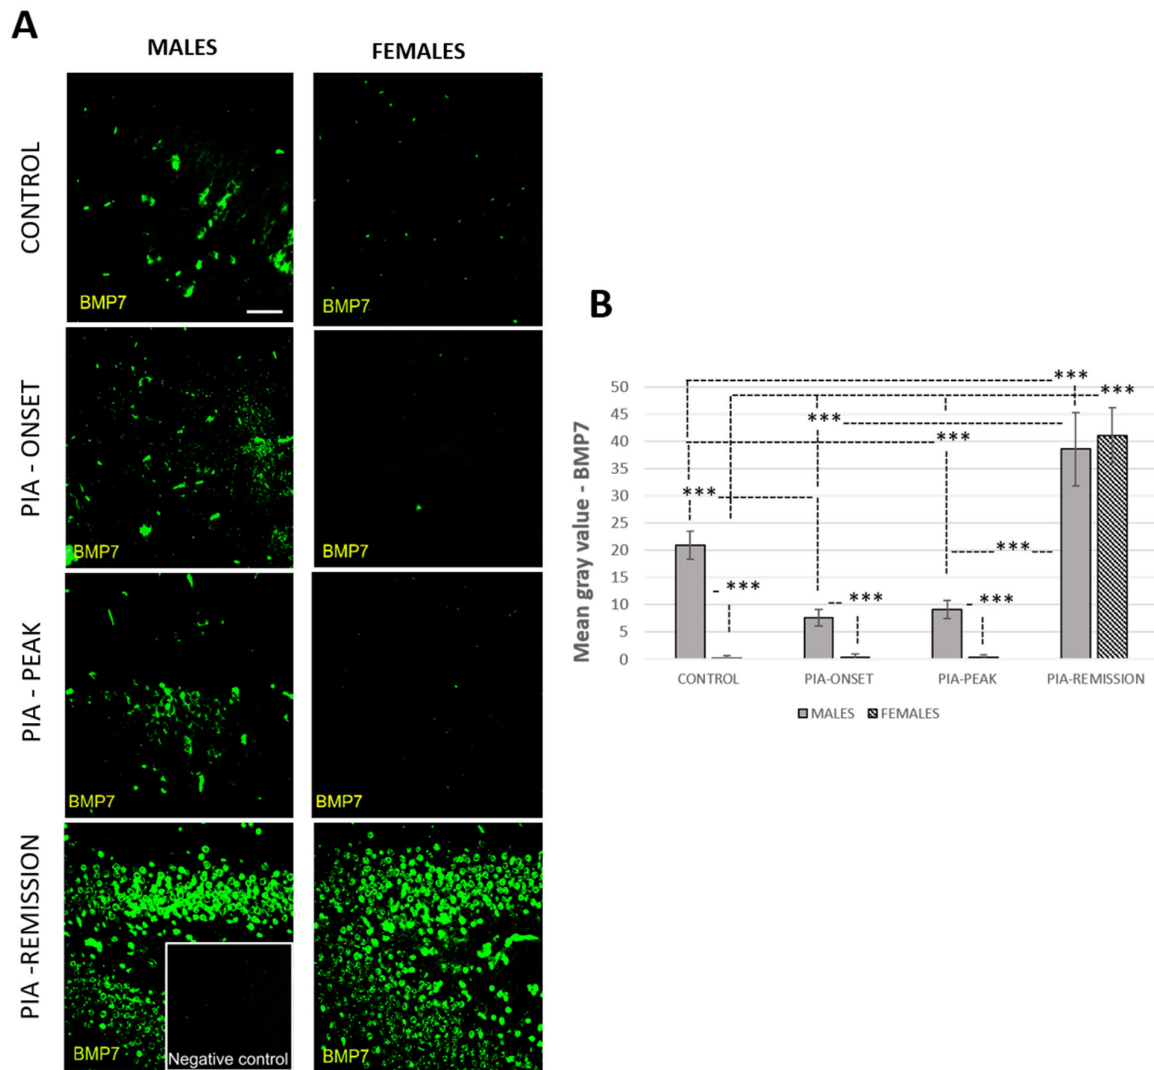 A
MALES
FEMALES
CONTROL
BMP7
BMP7
PIA - ONSET
BMP7
BMP7
PIA - PEAK
BMP7
BMP7
PIA -REMISSION
BMP7
Negative control
BMP7
B
Mean gray value - BMP7
50
45
40
35
30
25
20
15
10
5
0
***
***
***
***
***
***
***
***
***
CONTROL
PIA-ONSET
PIA-PEAK
PIA-REMISSION
MALES
FEMALES